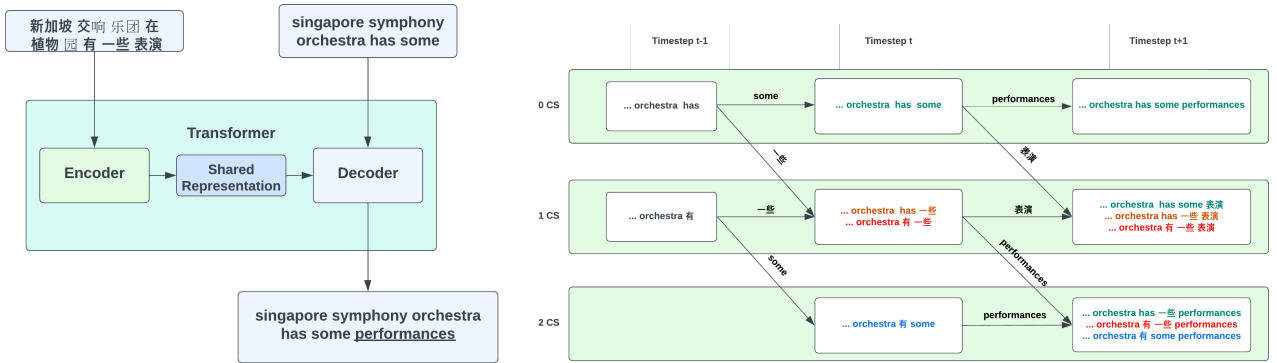 新加坡 交响 乐团 在
植物 园 有 一些 表演
singapore symphony
orchestra has some
Transformer
Encoder
Shared
Representation
Decoder
singapore symphony orchestra
has some performances
Timestep t-1
Timestep t
Timestep t+1
0 CS
... orchestra has
some
... orchestra has some
performances
... orchestra has some performances
一些
表演
1 CS
... orchestra 有
一些
... orchestra has 一些
... orchestra 有 一些
表演
... orchestra has some 表演
... orchestra has 一些 表演
... orchestra 有 一些 表演
some
performances
2 CS
... orchestra 有 some
performances
... orchestra has 一些 performances
... orchestra 有 一些 performances
... orchestra 有 some performances